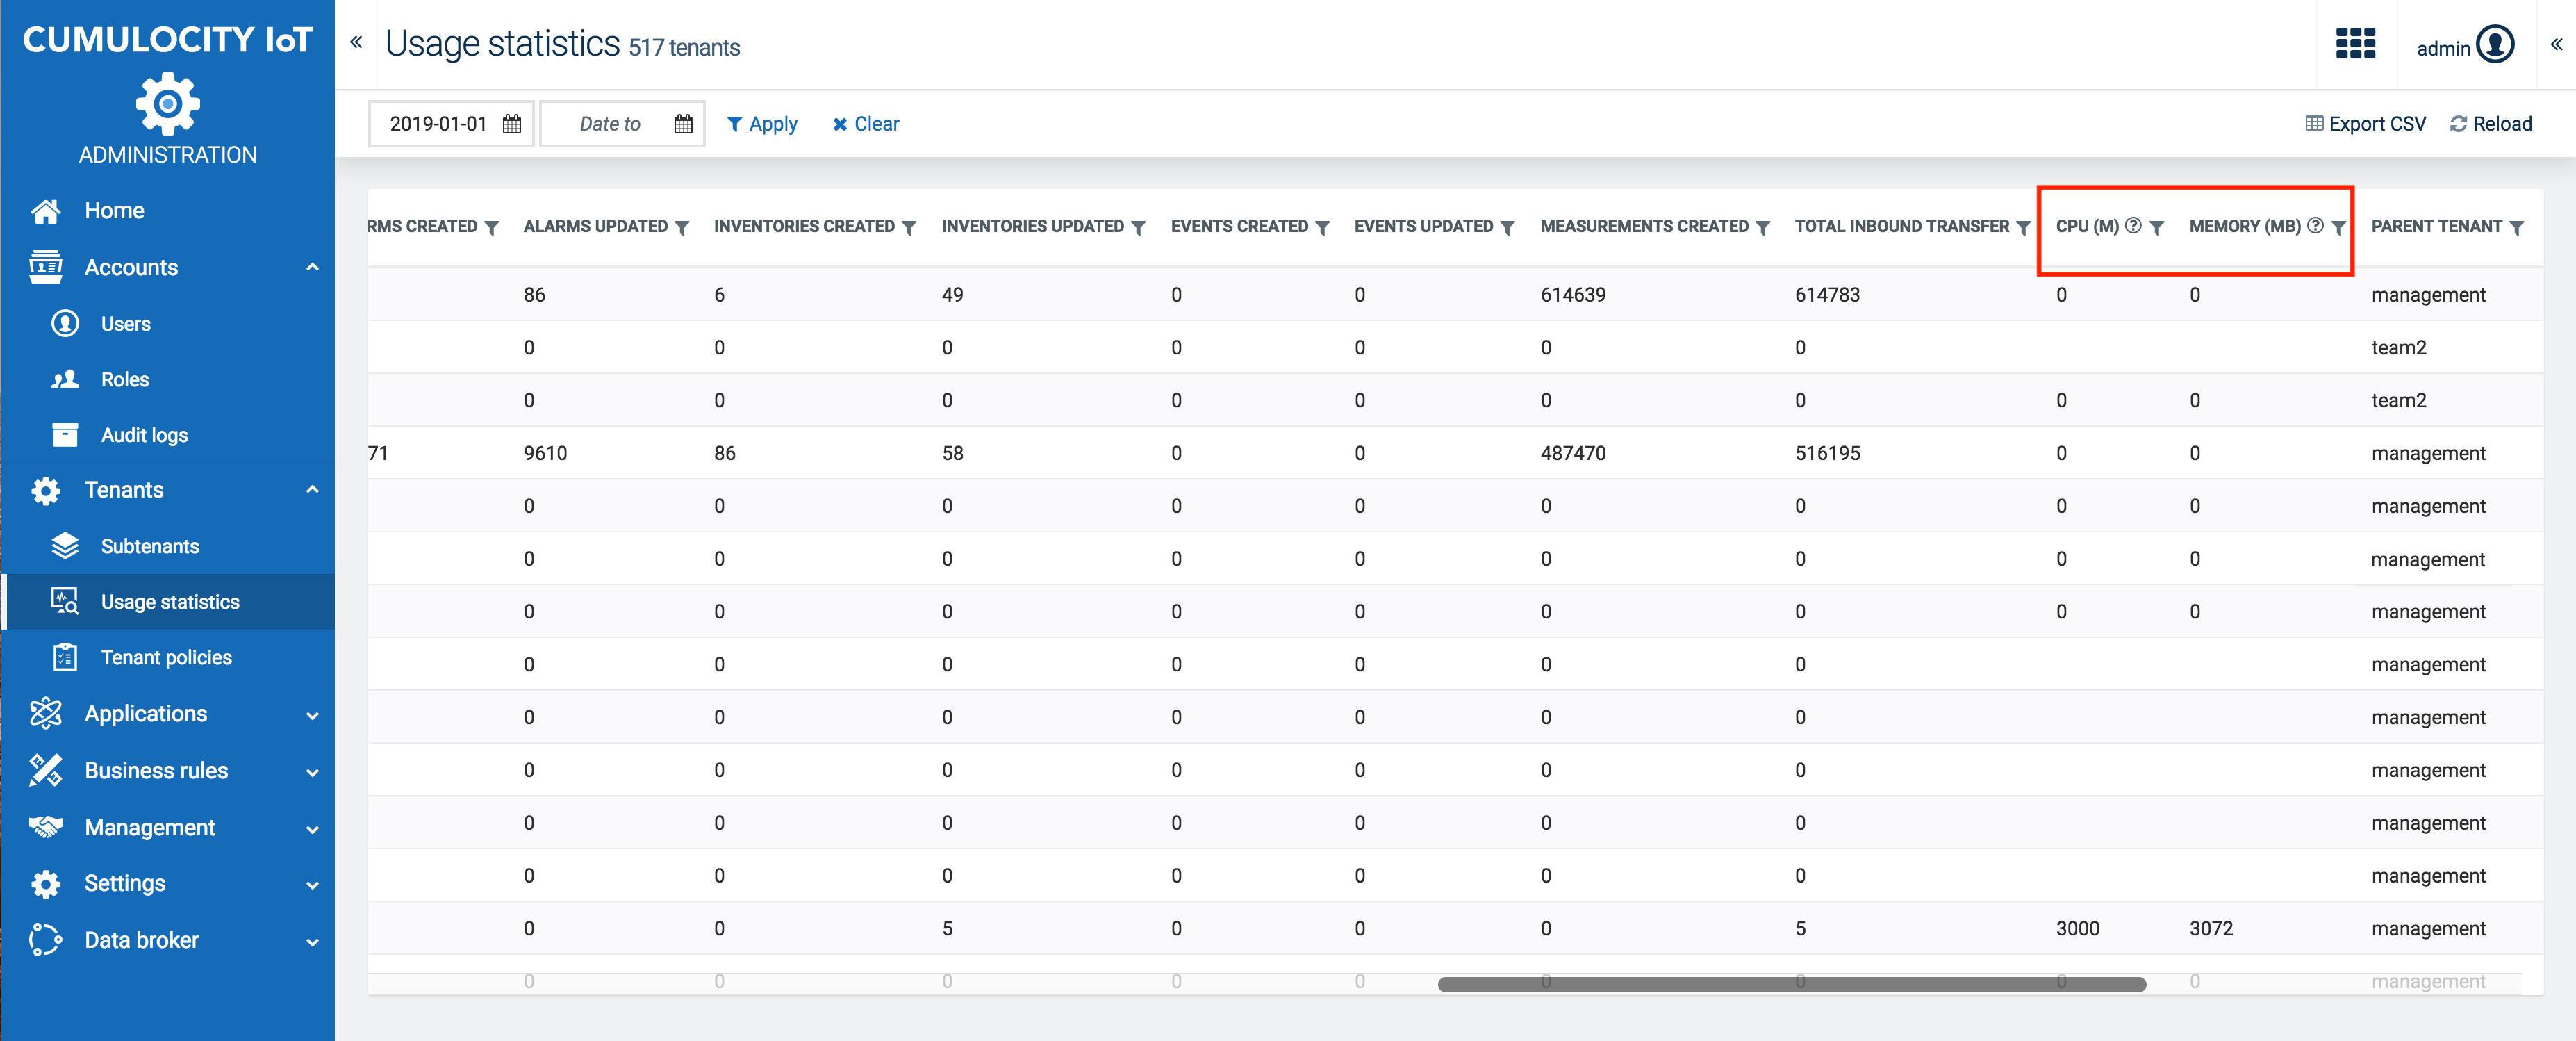 CUMULOCITY IoT
ADMINISTRATION
Home
Accounts
Users
Roles
Audit logs
Tenants
Subtenants
Usage statistics
Tenant policies
Applications
Business rules
Management
Settings
Data broker
Usage statistics 517 tenants
admin
2019-01-01 Date to Apply Clear Export CSV Reload
RMS CREATED ALARMS UPDATED INVENTORIES CREATED INVENTORIES UPDATED EVENTS CREATED EVENTS UPDATED MEASUREMENTS CREATED TOTAL INBOUND TRANSFER CPU (M) MEMORY (MB) PARENT TENANT
86 6 49 0 0 614639 614783 0 0 management
0 0 0 0 0 0 0 team2
0 0 0 0 0 0 0 0 0 team2
71 9610 86 58 0 0 487470 516195 0 0 management
0 0 0 0 0 0 0 0 0 management
0 0 0 0 0 0 0 0 0 management
0 0 0 0 0 0 0 0 0 management
0 0 0 0 0 0 0 management
0 0 0 0 0 0 0 management
0 0 0 0 0 0 0 management
0 0 0 0 0 0 0 management
0 0 0 0 0 0 0 management
0 0 5 0 0 0 5 3000 3072 management
0 0 0 0 0 0 0 0 0 management